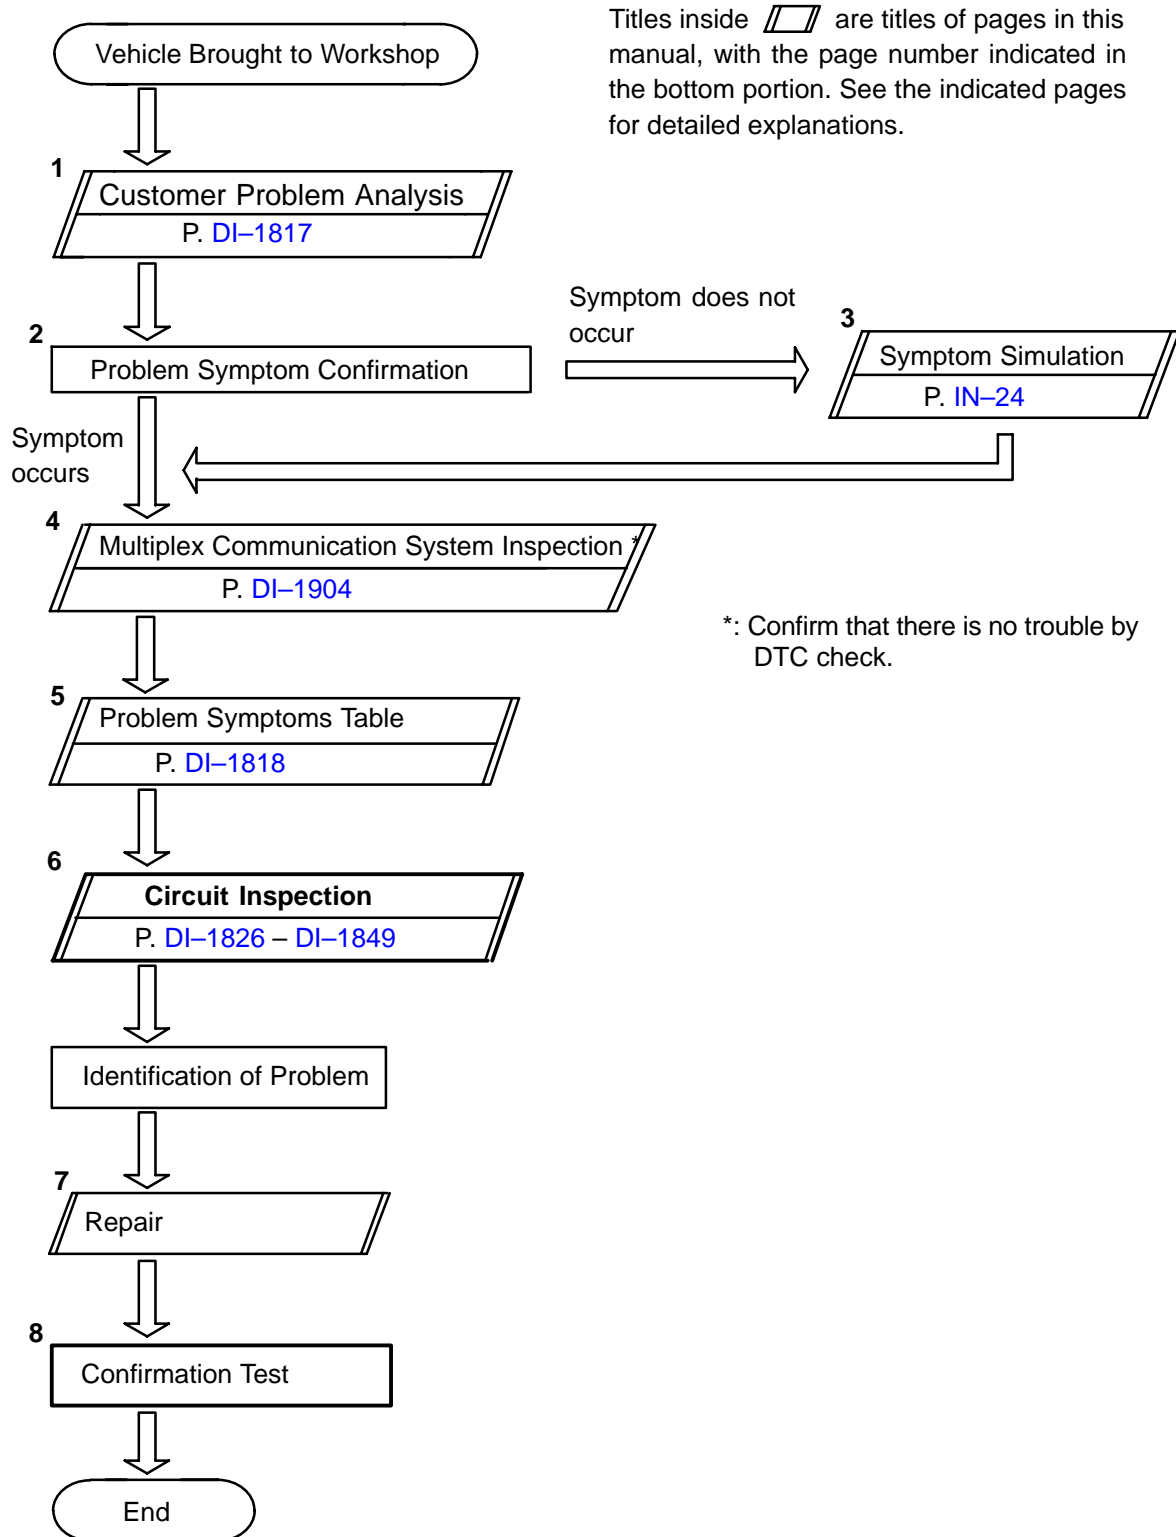 Titles inside are titles of pages in this
manual, with the page number indicated in
the bottom portion. See the indicated pages
for detailed explanations.
Vehicle Brought to Workshop
1
Customer Problem Analysis
P. DI–1817
2
Problem Symptom Confirmation
Symptom does not
occur
3
Symptom Simulation
P. IN–24
Symptom
occurs
4
Multiplex Communication System Inspection *
P. DI–1904
*: Confirm that there is no trouble by
DTC check.
5
Problem Symptoms Table
P. DI–1818
6
Circuit Inspection
P. DI–1826 – DI–1849
Identification of Problem
7
Repair
8
Confirmation Test
End